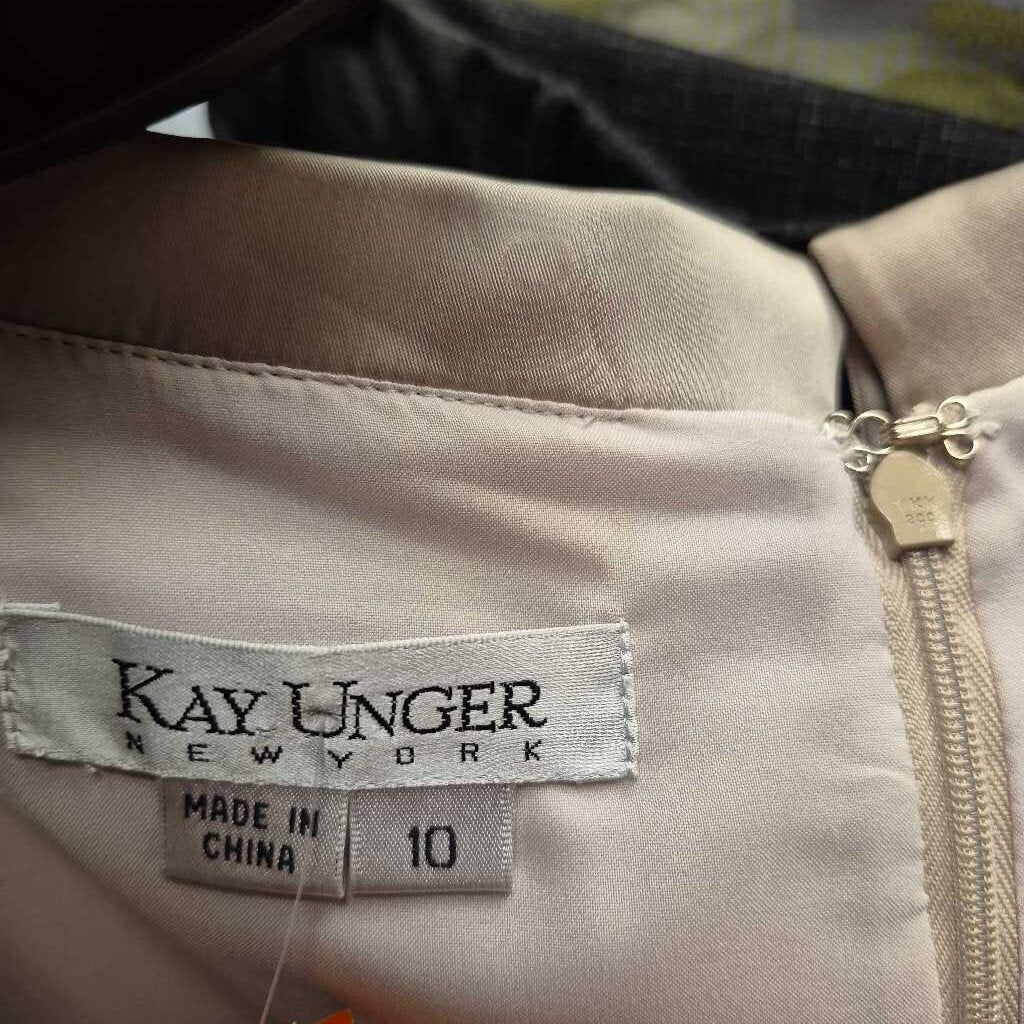 KAY UNGER
NEW YORK
MADE IN
CHINA
10